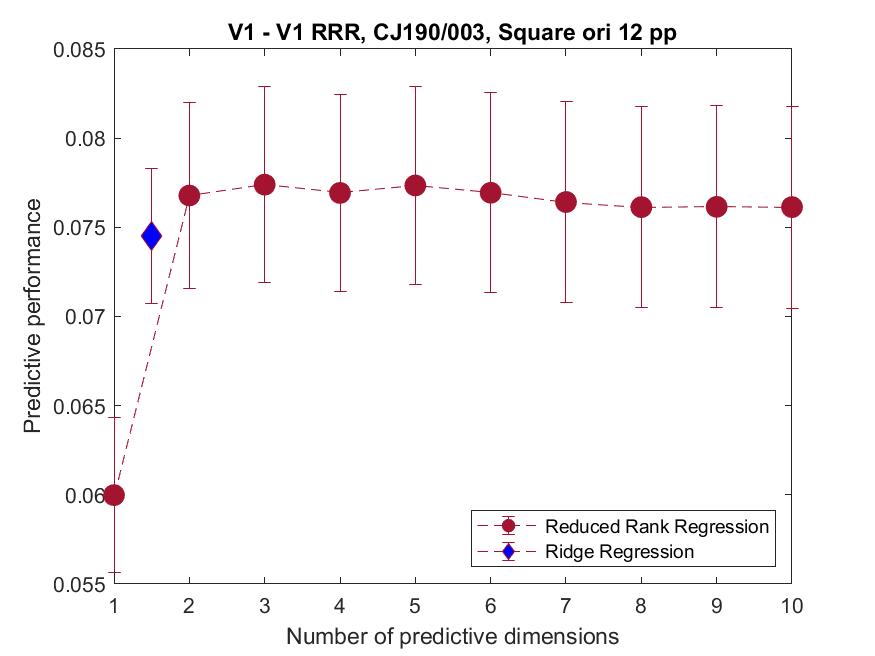 V1 - V1 RRR, CJ190/003, Square ori 12 pp
0.085
0.08
0.075
0.07
0.065
0.06
0.055
Predictive performance
1 2 3 4 5 6 7 8 9 10
Number of predictive dimensions
Reduced Rank Regression
Ridge Regression